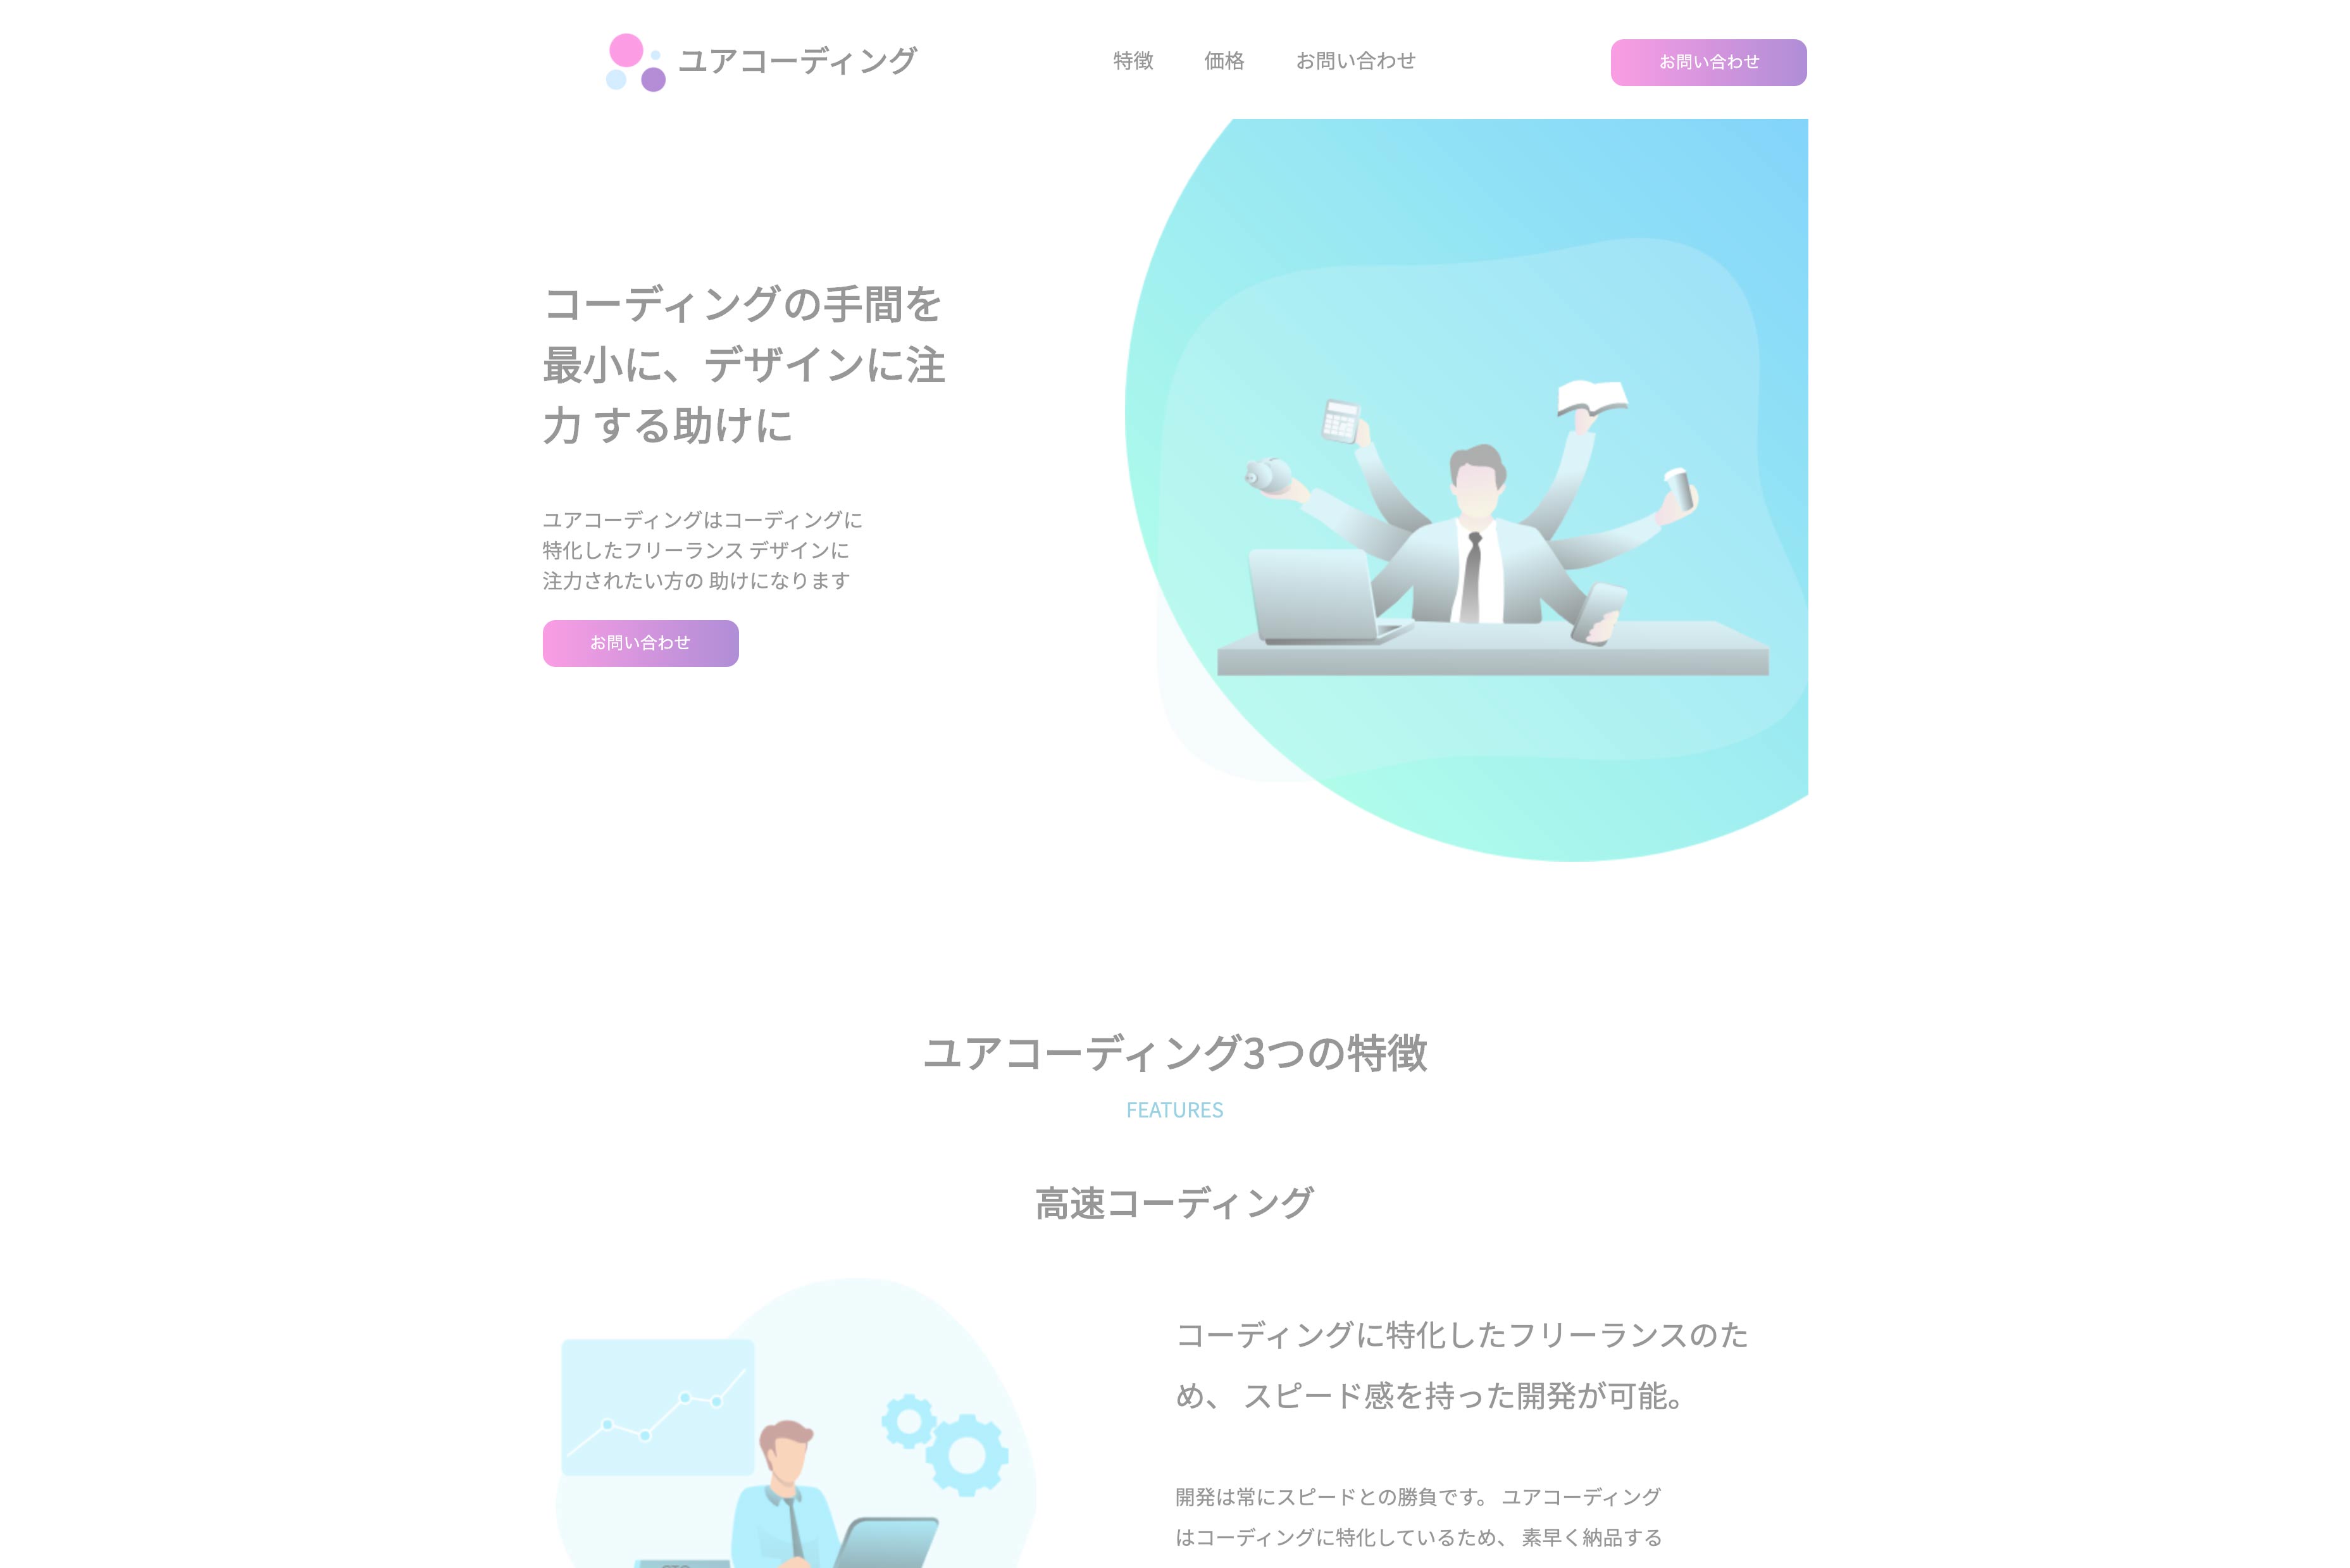 ユアコーディング
特徴
価格
お問い合わせ
お問い合わせ
コーディングの手間を
最小に、デザインに注
力 する助けに
ユアコーディングはコーディングに
特化したフリーランス デザインに
注力されたい方の 助けになります
お問い合わせ
ユアコーディング3つの特徴
FEATURES
高速コーディング
コーディングに特化したフリーランスのた
め、 スピード感を持った開発が可能。
開発は常にスピードとの勝負です。 ユアコーディング
はコーディングに特化しているため、 素早く納品する